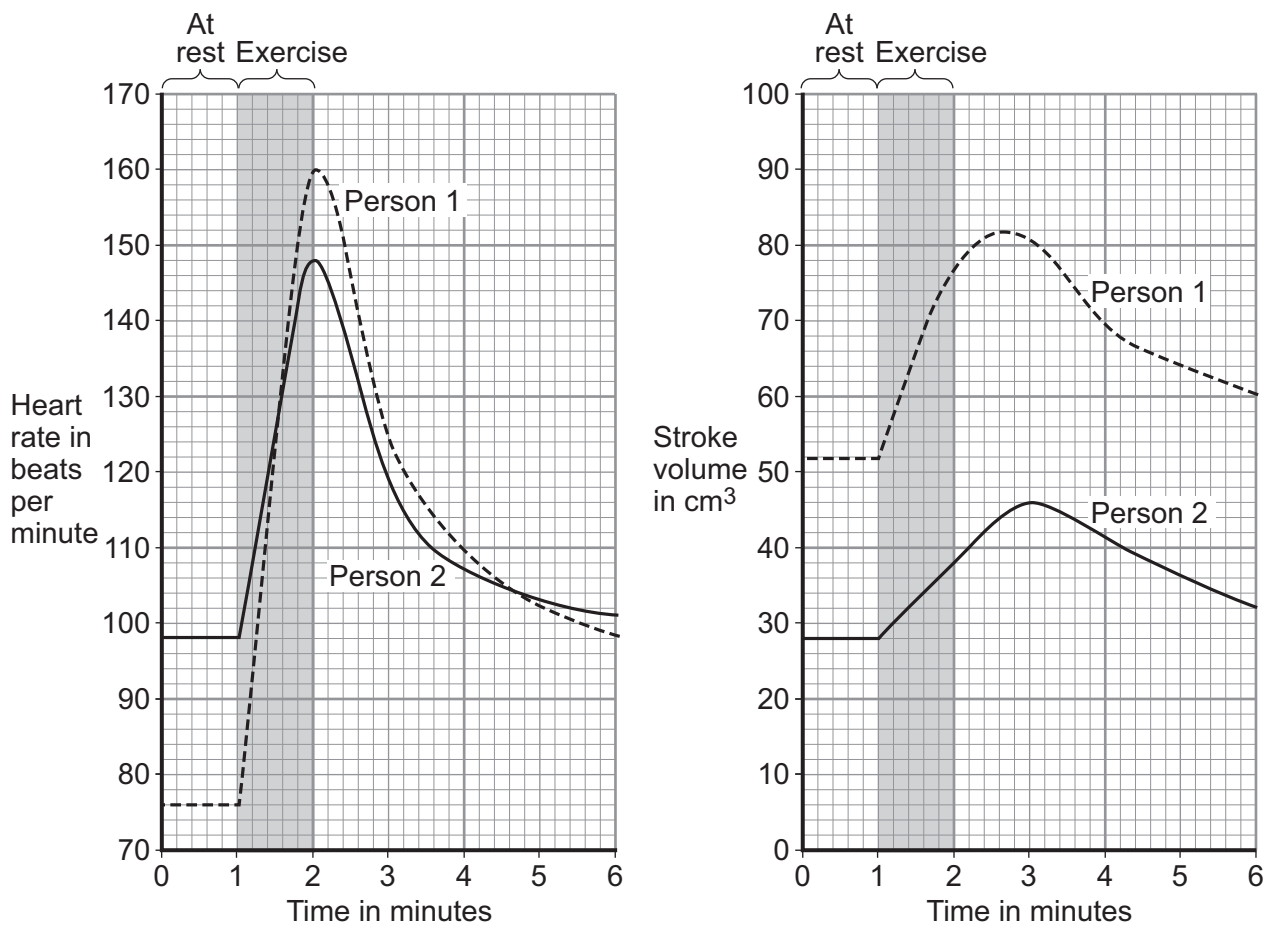 At
rest Exercise
170
160
150
140
130
120
110
100
90
80
70
Heart
rate in
beats
per
minute
Person 1
Person 2
0 1 2 3 4 5 6
Time in minutes
At
rest Exercise
100
90
80
70
60
50
40
30
20
10
0
Stroke
volume
in cm3
Person 1
Person 2
0 1 2 3 4 5 6
Time in minutes